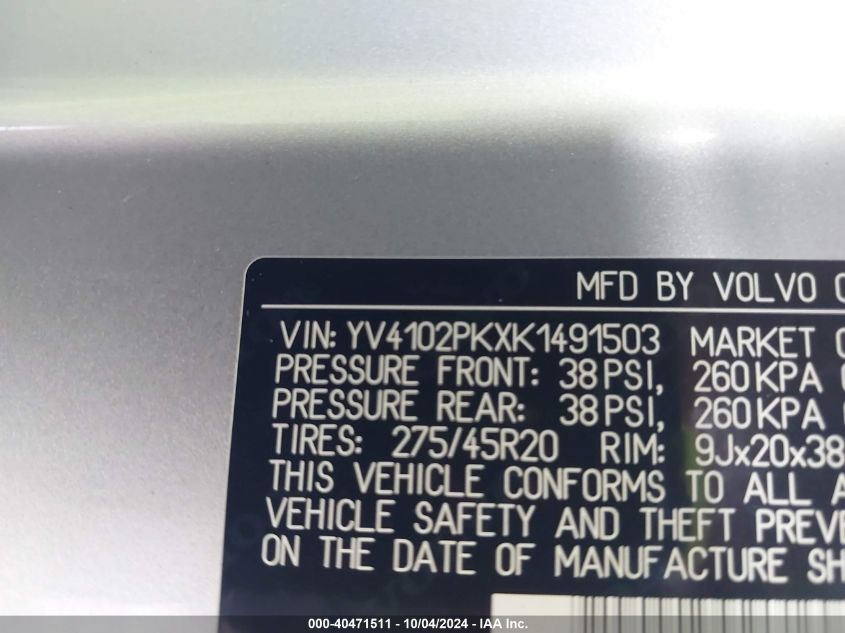 MFD BY VOLVO
VIN: YV4102PKXK1491503 MARKET
PRESSURE FRONT: 38 PSI, 260 KPA
PRESSURE REAR: 38 PSI, 260 KPA
TIRES: 275/45R20 RIM: 9Jx20x38
THIS VEHICLE CONFORMS TO ALL
VEHICLE SAFETY AND THEFT PREVE
ON THE DATE OF MANUFACTURE SH
000-40471511 - 10/04/2024 - IAA Inc.